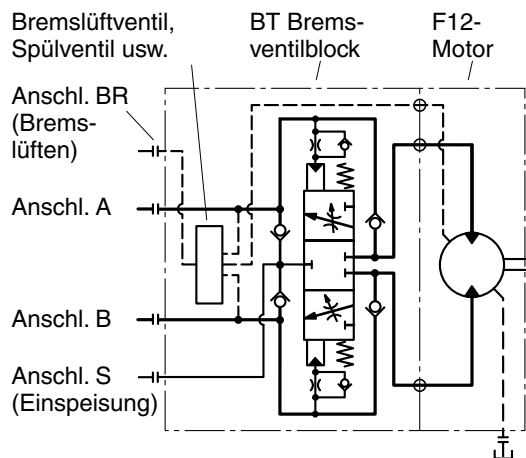 Bremslüftventil,
Spülventil usw.
BT Brems-
ventilblock
F12-
Motor
Anschl. BR
(Brems-
lüften)
Anschl. A
Anschl. B
Anschl. S
(Einspeisung)